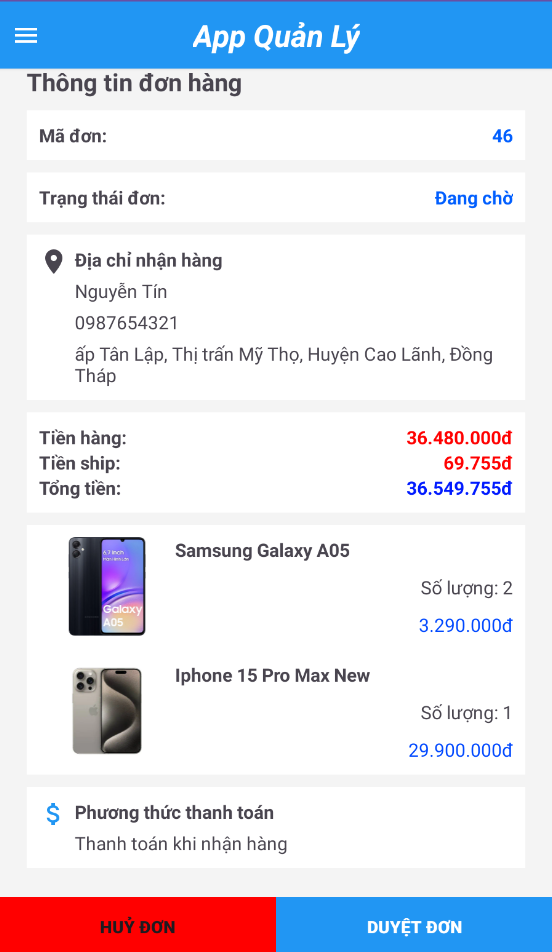 App Quản Lý
Thông tin đơn hàng
Mã đơn: 46
Trạng thái đơn: Đang chờ
Địa chỉ nhận hàng
Nguyễn Tín
0987654321
ấp Tân Lập, Thị trấn Mỹ Thọ, Huyện Cao Lãnh, Đồng
Tháp
Tiền hàng: 36.480.000đ
Tiền ship: 69.755đ
Tổng tiền: 36.549.755đ
6.7 inch
Galaxy
A05
Samsung Galaxy A05
Số lượng: 2
3.290.000đ
Iphone 15 Pro Max New
Số lượng: 1
29.900.000đ
Phương thức thanh toán
Thanh toán khi nhận hàng
HUỶ ĐƠN
DUYỆT ĐƠN